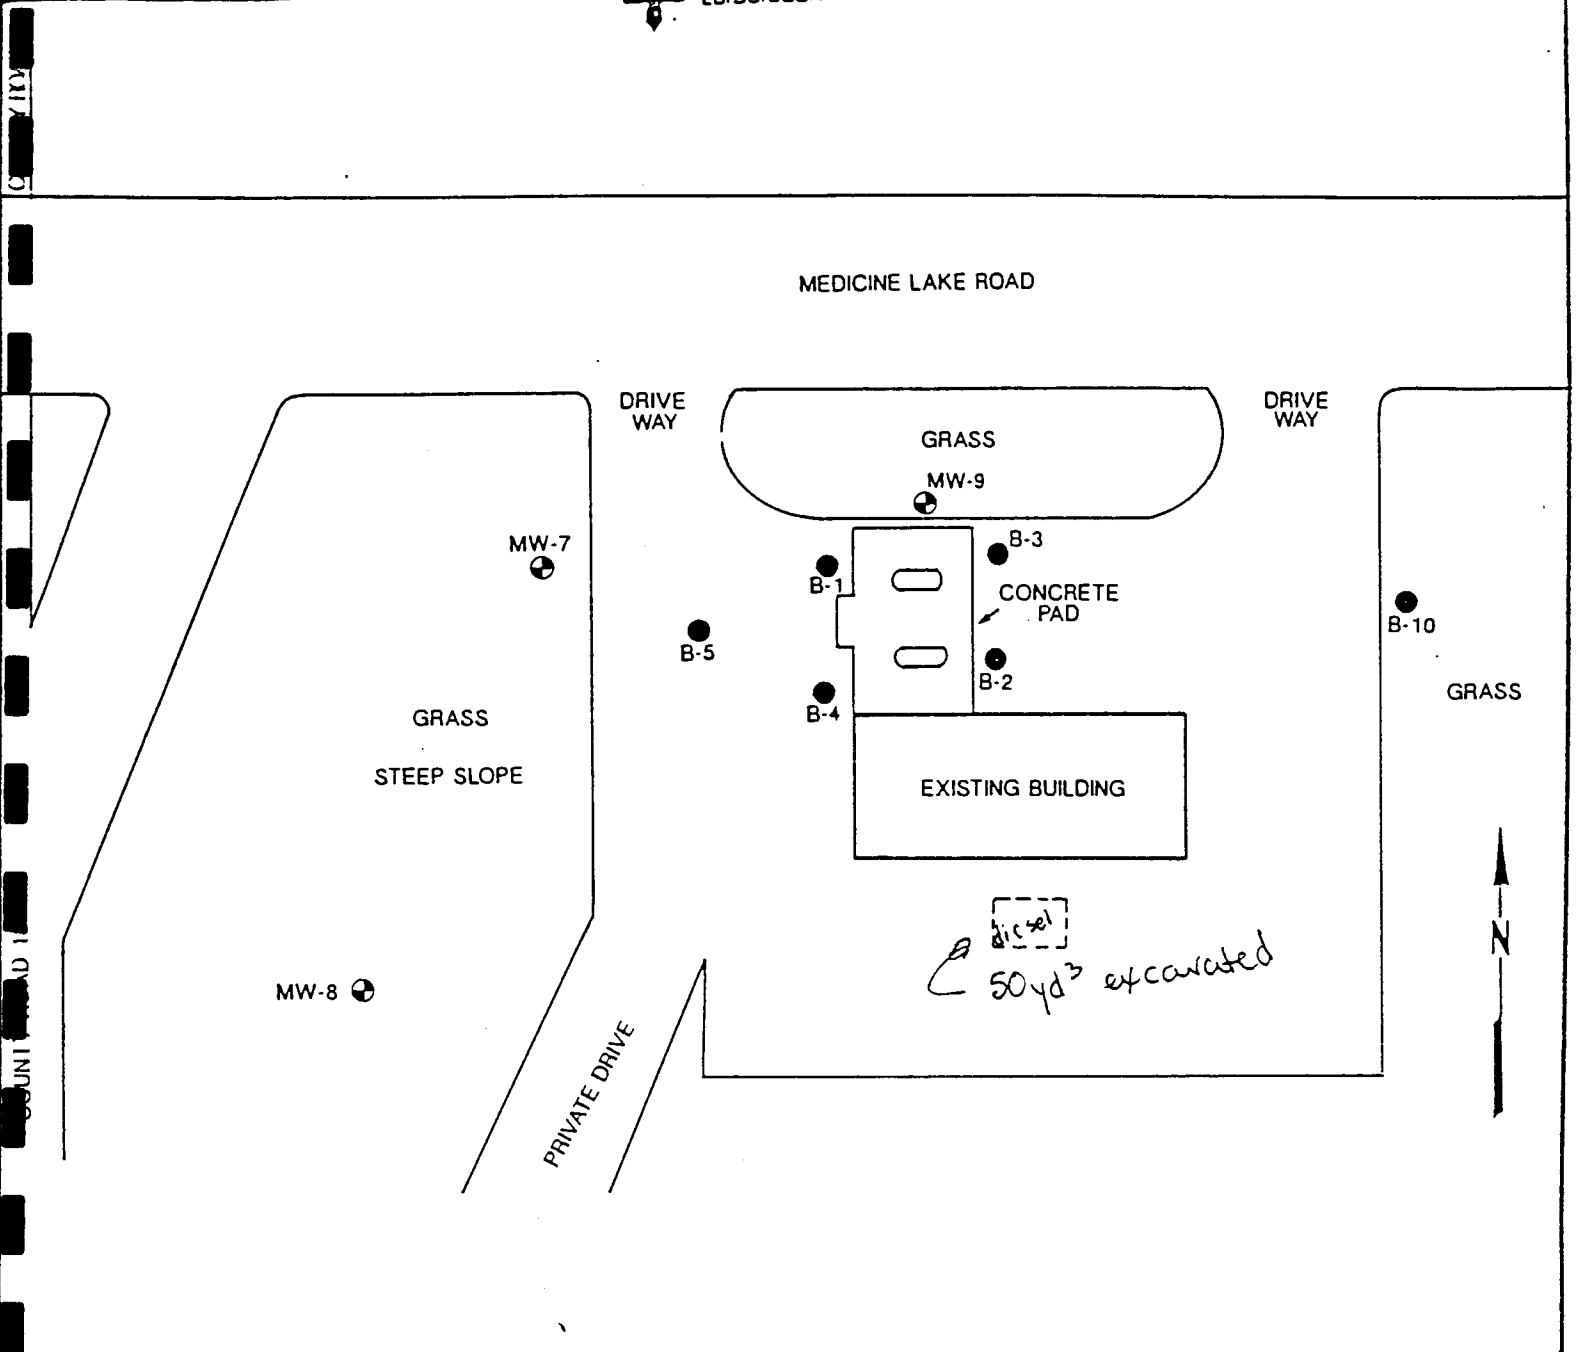 MEDICINE LAKE ROAD
DRIVE
WAY
GRASS
DRIVE
WAY
MW-9
MW-7
B-3
B-1
CONCRETE
PAD
B-10
B-5
B-2
B-4
GRASS
GRASS
STEEP SLOPE
EXISTING BUILDING
diesel
50yd³ excavated
N
MW-8
PRIVATE DRIVE